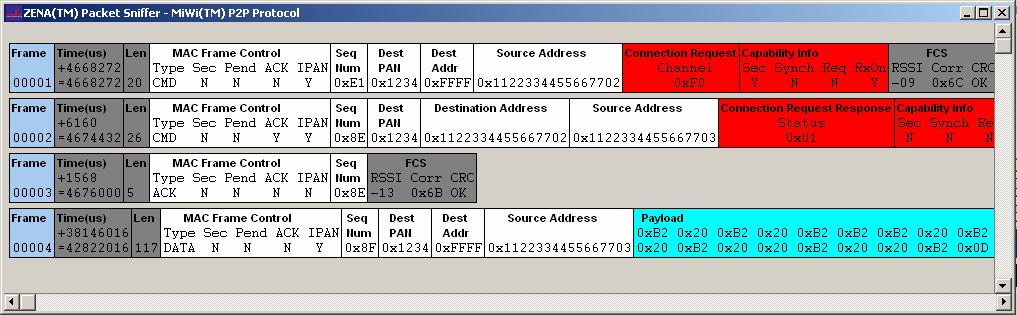 ZENA(TM) Packet Sniffer - MiWi(TM) P2P Protocol
Frame Time(us) Len MAC Frame Control Seq Dest Dest Source Address Connection Request Capability Info FCS
+4668272 Type Sec Pend ACK IPAN Num PAN Addr Channel Sec Synch Req RxOn RSSI Corr CRC
00001 =4668272 20 CMD N N N Y 0xE1 0x1234 0xFFFF 0x1122334455667702 0xF0 Y N N Y -09 0x6C OK
Frame Time(us) Len MAC Frame Control Seq Dest Destination Address Source Address Connection Request Response Capability Info
+6160 Type Sec Pend ACK IPAN Num PAN Status Sec Synch Re
00002 =4674432 26 CMD N N Y Y 0x8E 0x1234 0x1122334455667702 0x1122334455667703 0x01 N N N
Frame Time(us) Len MAC Frame Control Seq FCS
+1568 Type Sec Pend ACK IPAN Num RSSI Corr CRC
00003 =4676000 5 ACK N N N N 0x8E -13 0x6B OK
Frame Time(us) Len MAC Frame Control Seq Dest Dest Source Address Payload
+38146016 Type Sec Pend ACK IPAN Num PAN Addr 0xB2 0x20 0xB2 0x20 0xB2 0xB2 0xB2 0xB2
00004 =42822016 117 DATA N N N Y 0x8F 0x1234 0xFFFF 0x1122334455667703 0x20 0xB2 0xB2 0x20 0xB2 0x20 0xB2 0x0D